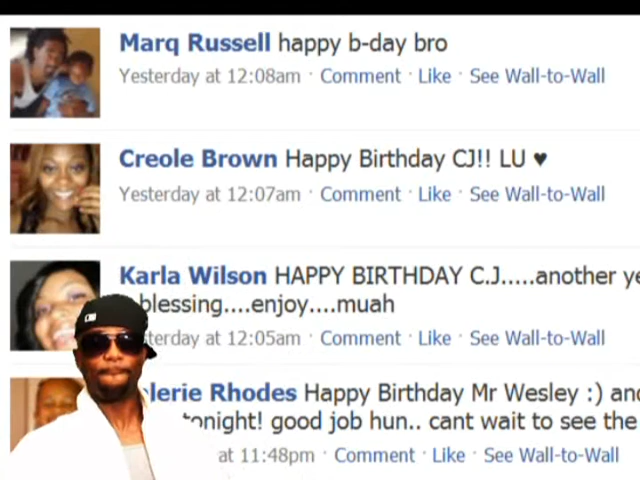 Marq Russell happy b-day bro
Yesterday at 12:08am · Comment · Like · See Wall-to-Wall
Creole Brown Happy Birthday CJ!! LU ♥
Yesterday at 12:07am · Comment · Like · See Wall-to-Wall
Karla Wilson HAPPY BIRTHDAY C.J.....another
blessing....enjoy....muah
at 12:05am · Comment · Like · See Wall-to-Wall
Rhodes Happy Birthday Mr Wesley :)
tonight! good job hun.. cant wait to see the
at 11:48pm · Comment · Like · See Wall-to-Wall